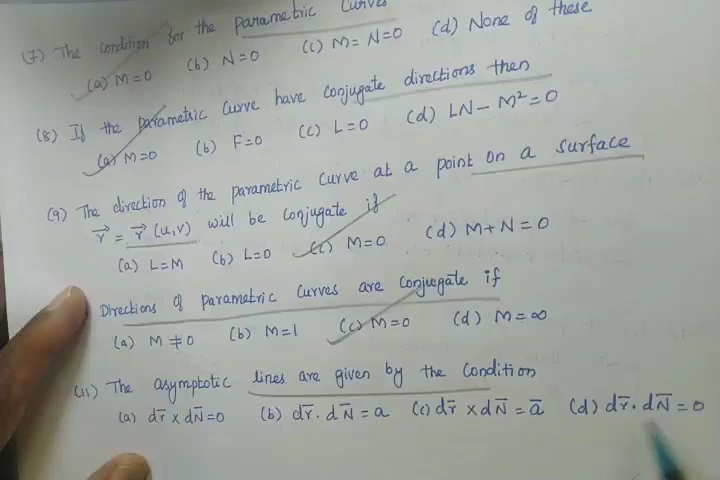 (7) The condition for the parametric Curves
(a) M=0 (b) N=0 (c) M=N=0 (d) None of these
(8) If the parametric Curve have conjugate directions then
(a) M=0 (b) F=0 (c) L=0 (d) LN-M²=0
(9) The direction of the parametric Curve at a point on a surface
r⃗ = r⃗ (u,v) will be conjugate if
(a) L=M (b) L=0 (c) M=0 (d) M+N=0
Directions of parametric Curves are Conjuegate if
(a) M≠0 (b) M=1 (c) M=0 (d) M=∞
(11) The asymptotic lines are given by the Condition
(a) dr̅ x dN̅=0 (b) dr̅. dN̅=a (c) dr̅ x dN̅=a̅ (d) dr̅. dN̅=0